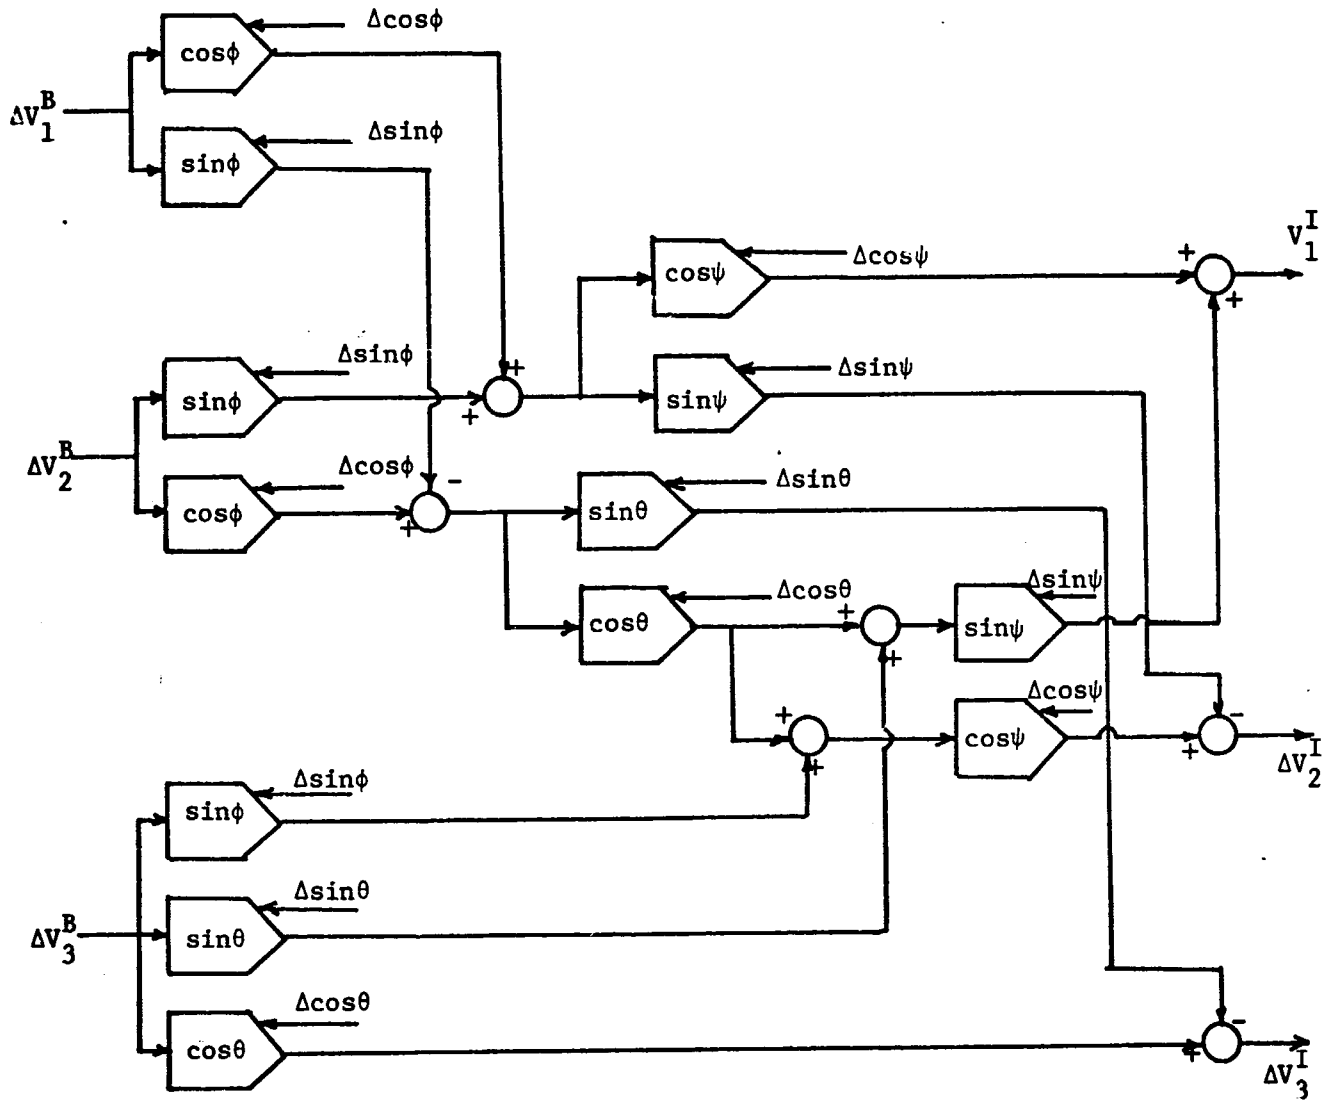 Δcosϕ
cosϕ
ΔV₁ᴮ
Δsinϕ
sinϕ
V₁ᴵ
Δcosψ
cosψ
+
+
Δsinϕ
sinϕ
+
+
Δsinψ
sinψ
ΔV₂ᴮ
Δcosϕ
cosϕ
-
+
Δsinθ
sinθ
Δcosθ
cosθ
+
+
Δsinψ
sinψ
Δcosψ
cosψ
+
+
-
+
ΔV₂ᴵ
Δsinϕ
sinϕ
ΔV₃ᴮ
Δsinθ
sinθ
Δcosθ
cosθ
-
+
ΔV₃ᴵ